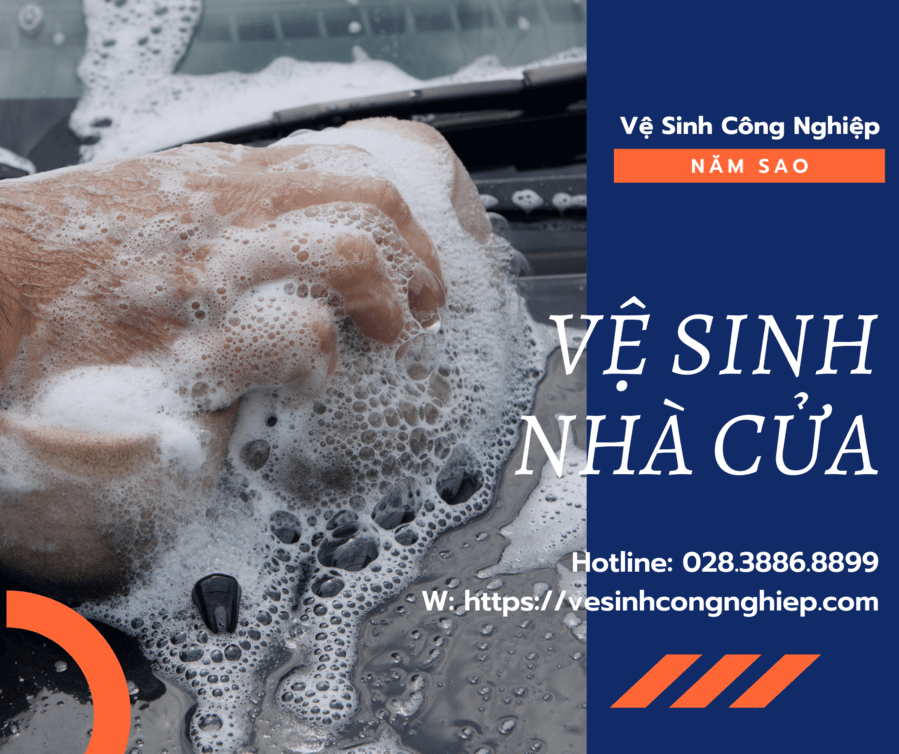 Vệ Sinh Công Nghiệp
NĂM SAO
VỆ SINH
NHÀ CỬA
Hotline: 028.3886.8899
W: https://vesinhcongnghiep.com